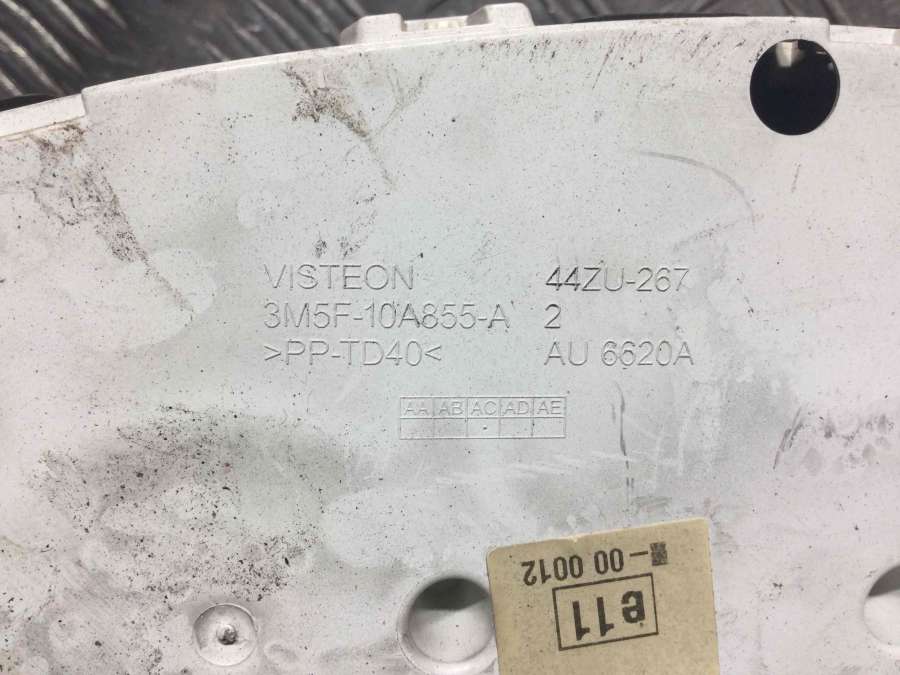 VISTEON 44ZU-267
3M5F-10A855-A 2
>PP-TD40< AU 6620A
AA AB AC AD AE
e11
-00 0012